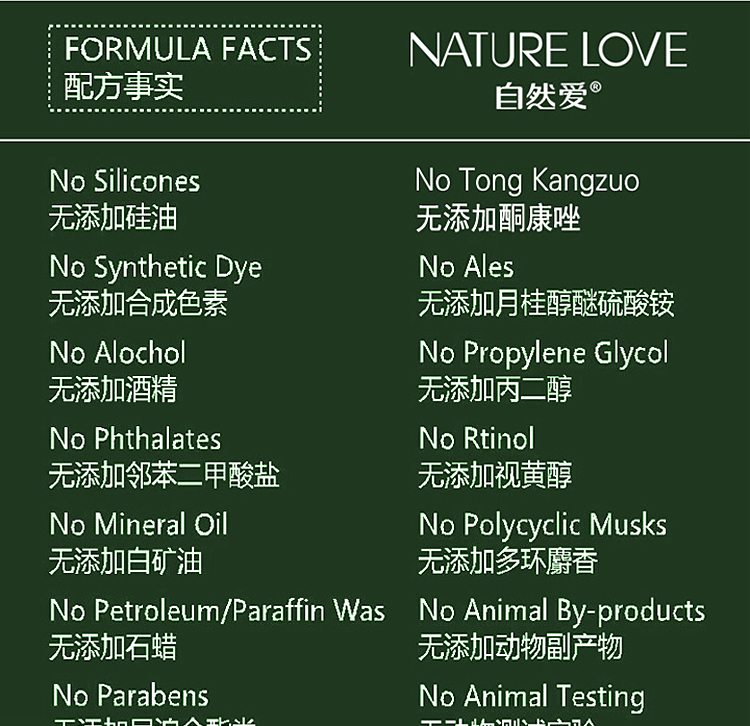 FORMULA FACTS
配方事实
NATURE LOVE
自然爱®
No Silicones
无添加硅油
No Synthetic Dye
无添加合成色素
No Alochol
无添加酒精
No Phthalates
无添加邻苯二甲酸盐
No Mineral Oil
无添加白矿油
No Petroleum/Paraffin Was
无添加石蜡
No Parabens
No Tong Kangzuo
无添加酮康唑
No Ales
无添加月桂醇醚硫酸铵
No Propylene Glycol
无添加丙二醇
No Rtinol
无添加视黄醇
No Polycyclic Musks
无添加多环麝香
No Animal By-products
无添加动物副产物
No Animal Testing